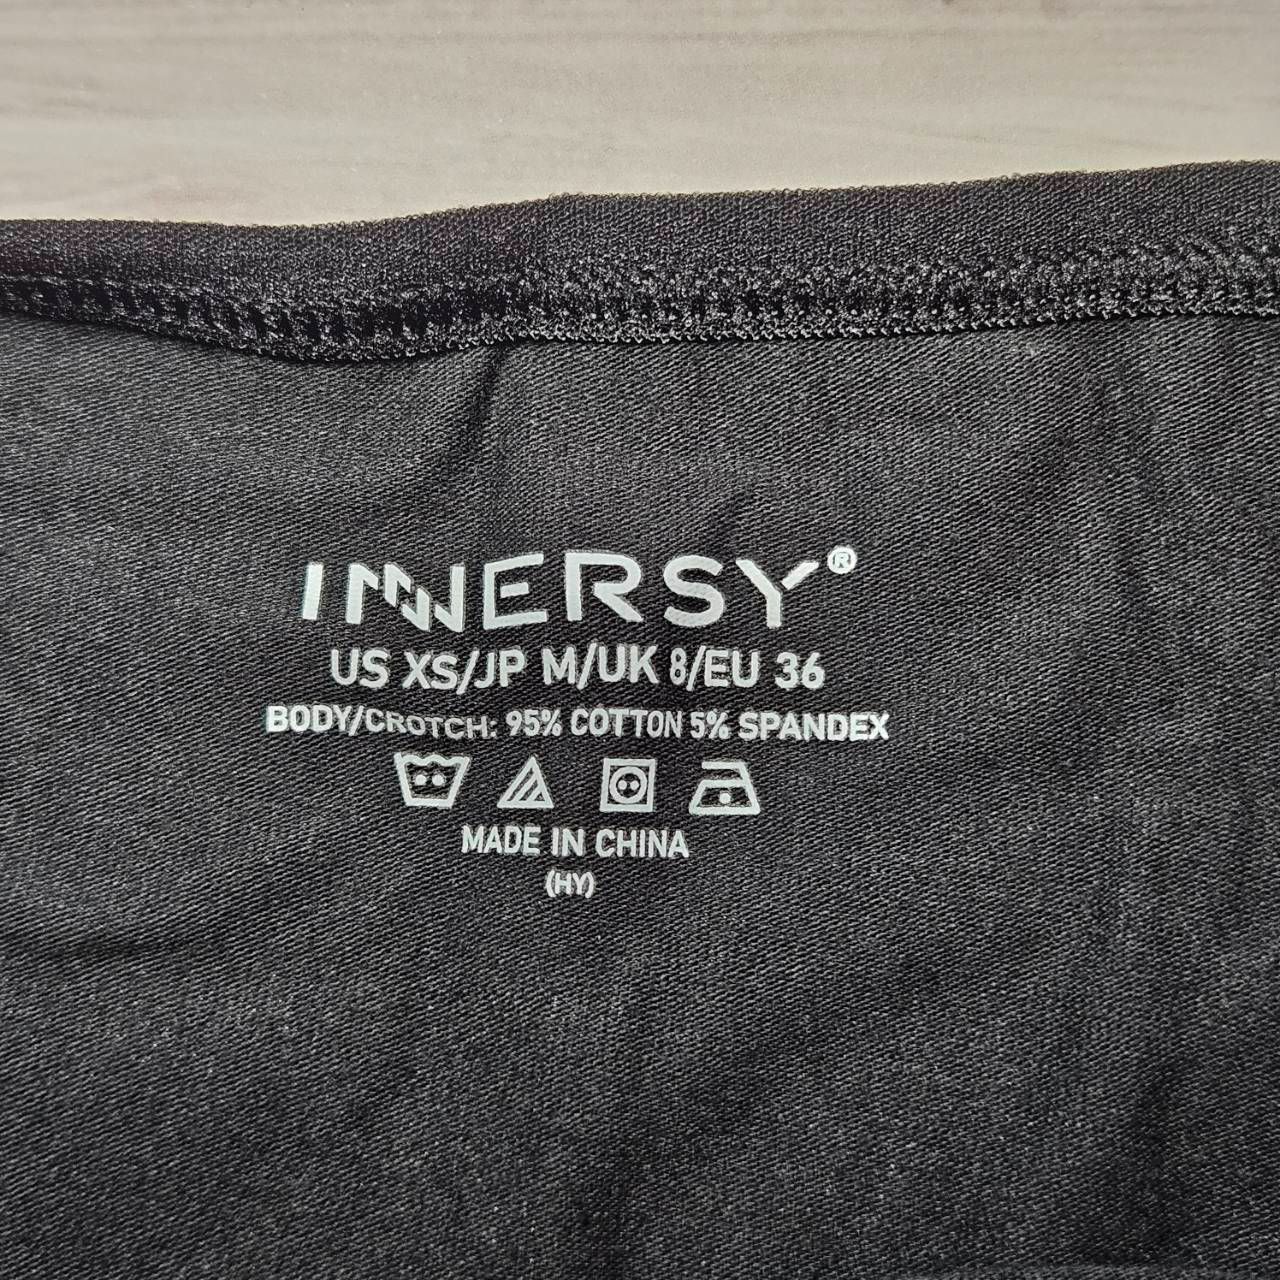 INNERSY®
US XS/JP M/UK 8/EU 36
BODY/CROTCH: 95% COTTON 5% SPANDEX
MADE IN CHINA
(HY)